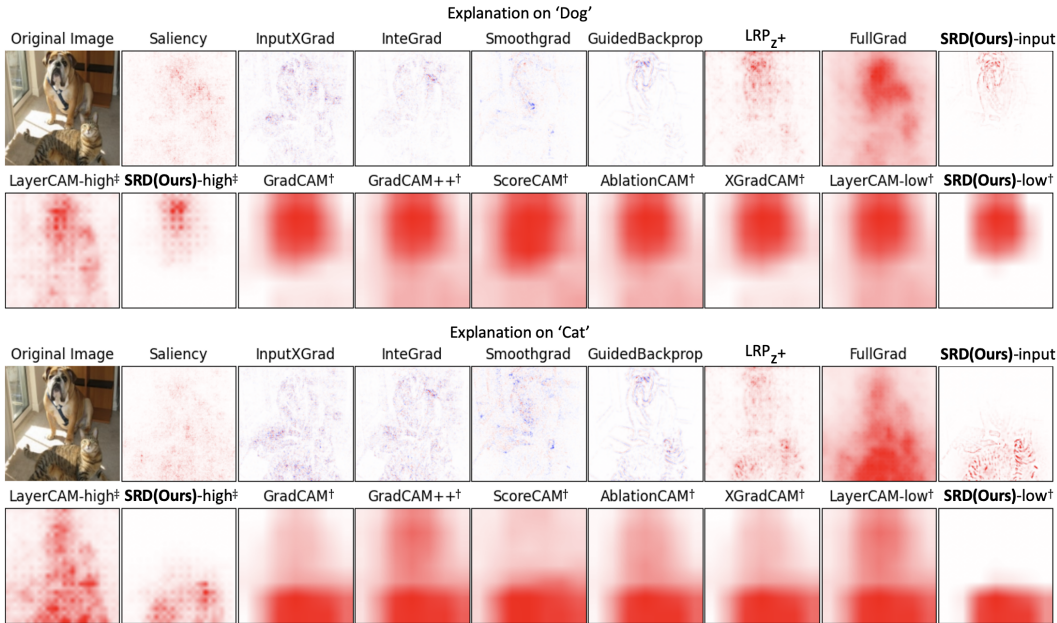 Explanation on ‘Dog’
Original Image Saliency InputXGrad InteGrad Smoothgrad GuidedBackprop LRPZ+ FullGrad SRD(Ours)-input
LayerCAM-high‡ SRD(Ours)-high‡ GradCAM† GradCAM++† ScoreCAM† AblationCAM† XGradCAM† LayerCAM-low† SRD(Ours)-low†
Explanation on ‘Cat’
Original Image Saliency InputXGrad InteGrad Smoothgrad GuidedBackprop LRPZ+ FullGrad SRD(Ours)-input
LayerCAM-high‡ SRD(Ours)-high‡ GradCAM† GradCAM++† ScoreCAM† AblationCAM† XGradCAM† LayerCAM-low† SRD(Ours)-low†